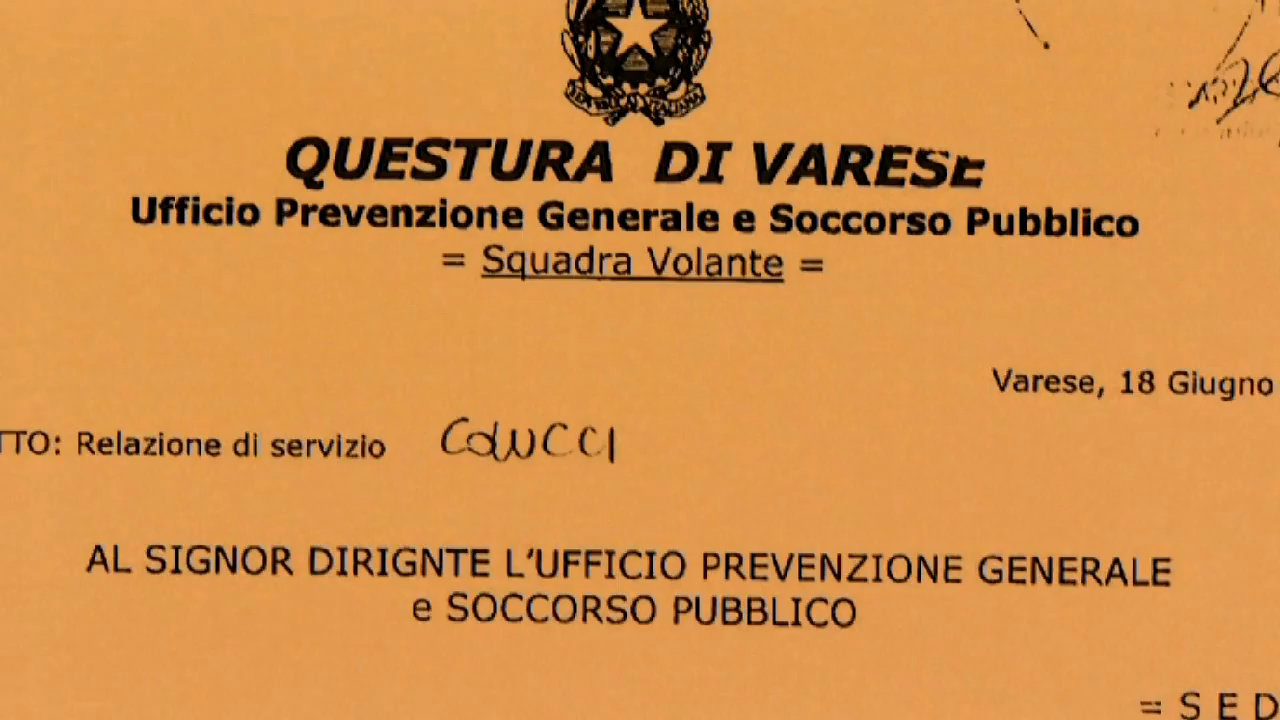 QUESTURA DI VARESE
Ufficio Prevenzione Generale e Soccorso Pubblico
= Squadra Volante =
Varese, 18 Giugno
TTO: Relazione di servizio Colucci
AL SIGNOR DIRIGNTE L'UFFICIO PREVENZIONE GENERALE
e SOCCORSO PUBBLICO
= S E D